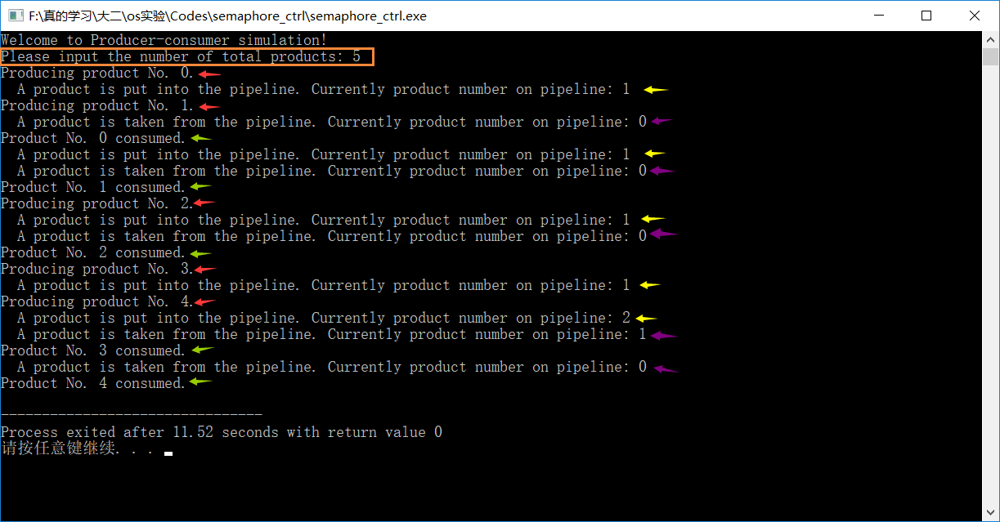 F:\真的学习\大二\os实验\Codes\semaphore_ctrl\semaphore_ctrl.exe
Welcome to Producer-consumer simulation!
Please input the number of total products: 5
Producing product No. 0.
A product is put into the pipeline. Currently product number on pipeline: 1
Producing product No. 1.
A product is taken from the pipeline. Currently product number on pipeline: 0
Product No. 0 consumed.
A product is put into the pipeline. Currently product number on pipeline: 1
A product is taken from the pipeline. Currently product number on pipeline: 0
Product No. 1 consumed.
Producing product No. 2.
A product is put into the pipeline. Currently product number on pipeline: 1
A product is taken from the pipeline. Currently product number on pipeline: 0
Product No. 2 consumed.
Producing product No. 3.
A product is put into the pipeline. Currently product number on pipeline: 1
Producing product No. 4.
A product is put into the pipeline. Currently product number on pipeline: 2
A product is taken from the pipeline. Currently product number on pipeline: 1
Product No. 3 consumed.
A product is taken from the pipeline. Currently product number on pipeline: 0
Product No. 4 consumed.
--------------------------------
Process exited after 11.52 seconds with return value 0
请按任意键继续. . .